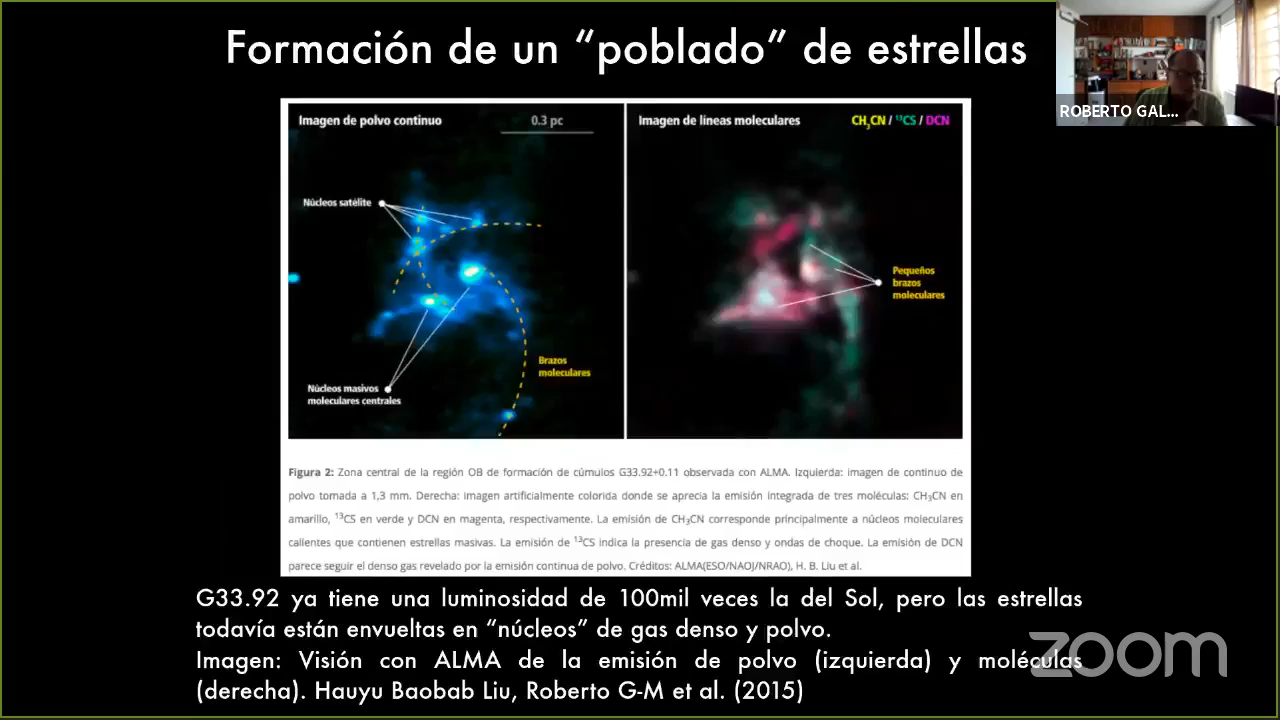 Formación de un “poblado” de estrellas
ROBERTO GAL...
Imagen de polvo continuo
0.3 pc
Núcleos satélite
Brazos
moleculares
Núcleos masivos
moleculares centrales
Imagen de líneas moleculares
CH₃CN / ¹³CS / DCN
Pequeños
brazos
moleculares
Figura 2: Zona central de la región OB de formación de cúmulos G33.92+0.11 observada con ALMA. Izquierda: imagen de continuo de
polvo tomada a 1,3 mm. Derecha: imagen artificialmente colorida donde se aprecia la emisión integrada de tres moléculas: CH₃CN en
amarillo, ¹³CS en verde y DCN en magenta, respectivamente. La emisión de CH₃CN corresponde principalmente a núcleos moleculares
calientes que contienen estrellas masivas. La emisión de ¹³CS indica la presencia de gas denso y ondas de choque. La emisión de DCN
parece seguir el denso gas revelado por la emisión continua de polvo. Créditos: ALMA(ESO/NAOJ/NRAO), H. B. Liu et al.
G33.92 ya tiene una luminosidad de 100mil veces la del Sol, pero las estrellas
todavía están envueltas en “núcleos” de gas denso y polvo.
Imagen: Visión con ALMA de la emisión de polvo (izquierda) y moléculas
(derecha). Hauyu Baobab Liu, Roberto G-M et al. (2015)
zoom